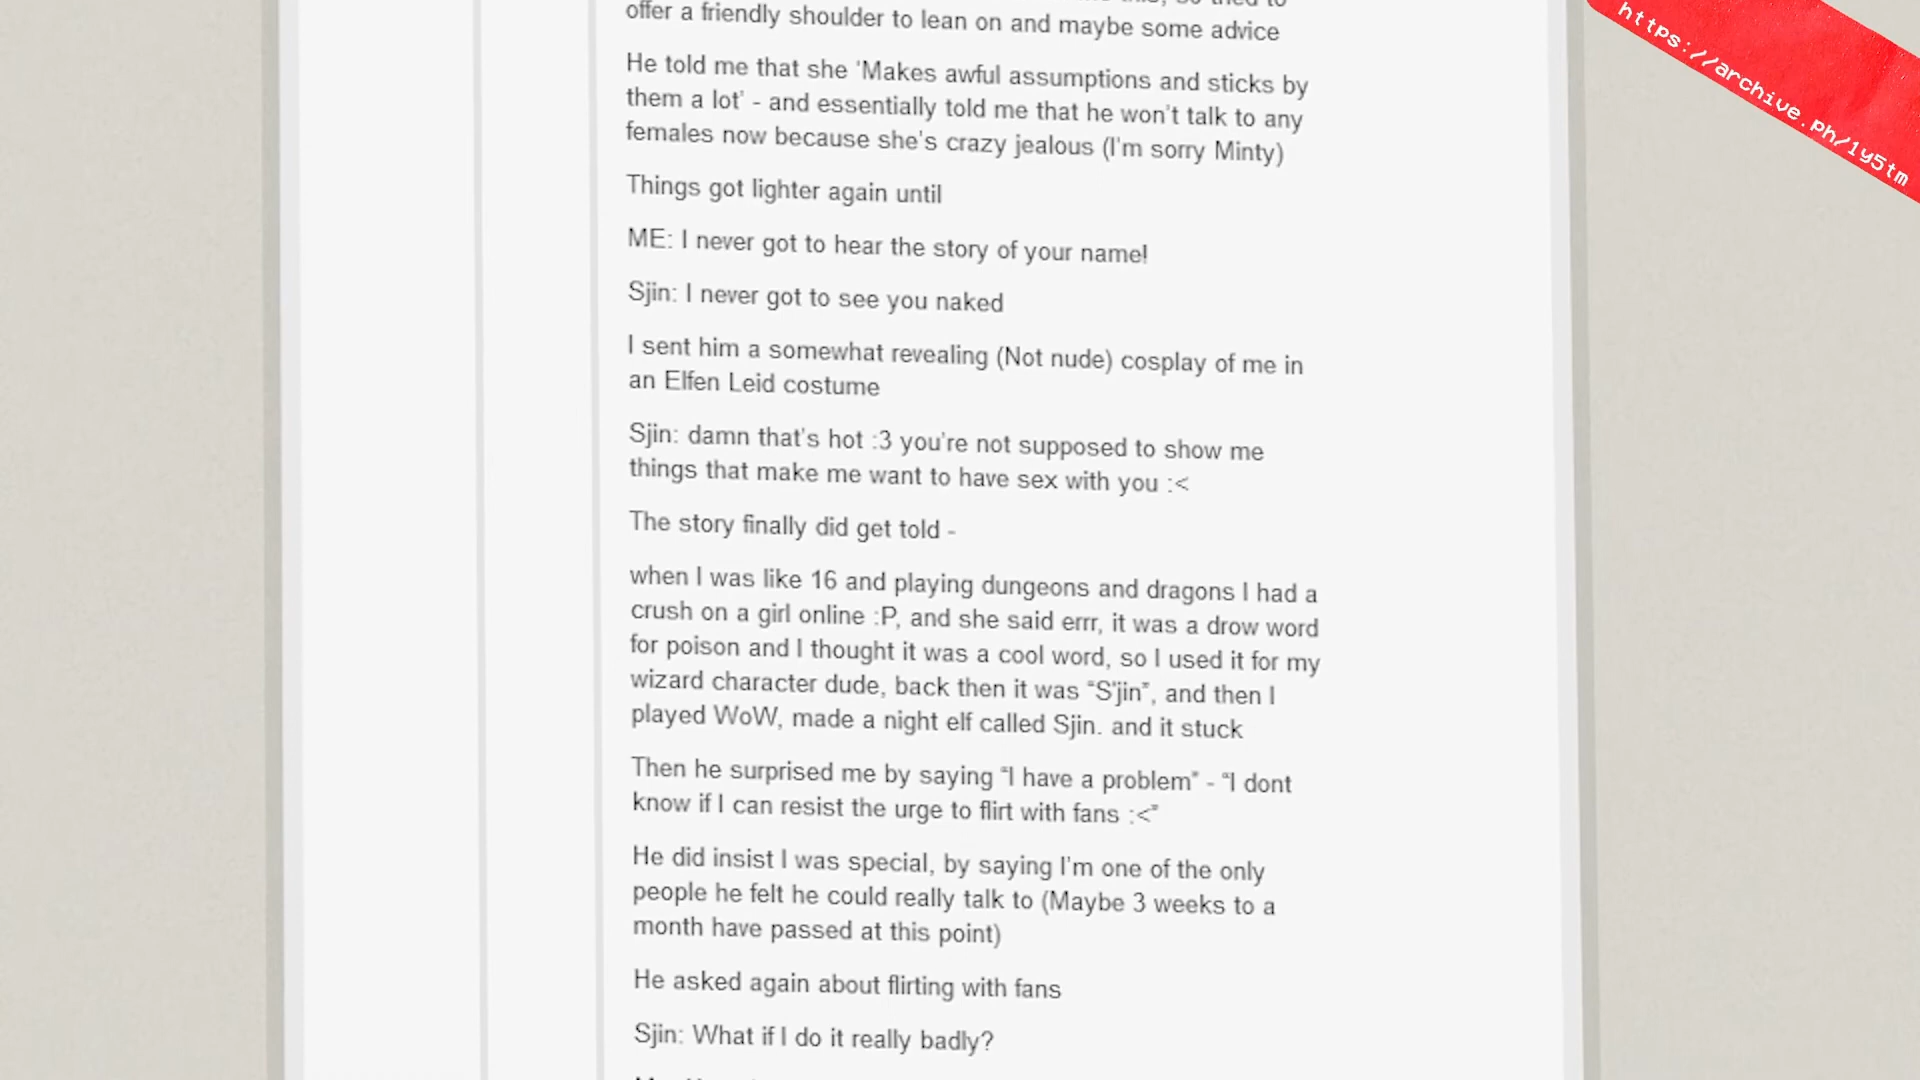 offer a friendly shoulder to lean on and maybe some advice
He told me that she 'Makes awful assumptions and sticks by
them a lot' - and essentially told me that he won't talk to any
females now because she's crazy jealous (I'm sorry Minty)
Things got lighter again until
ME: I never got to hear the story of your name!
Sjin: I never got to see you naked
I sent him a somewhat revealing (Not nude) cosplay of me in
an Elfen Leid costume
Sjin: damn that's hot :3 you're not supposed to show me
things that make me want to have sex with you :<
The story finally did get told -
when I was like 16 and playing dungeons and dragons I had a
crush on a girl online :P, and she said errr, it was a drow word
for poison and I thought it was a cool word, so I used it for my
wizard character dude, back then it was "S'jin", and then I
played WoW, made a night elf called Sjin. and it stuck
Then he surprised me by saying "I have a problem" - "I dont
know if I can resist the urge to flirt with fans :<"
He did insist I was special, by saying I'm one of the only
people he felt he could really talk to (Maybe 3 weeks to a
month have passed at this point)
He asked again about flirting with fans
Sjin: What if I do it really badly?
https://archive.ph/1y5tm